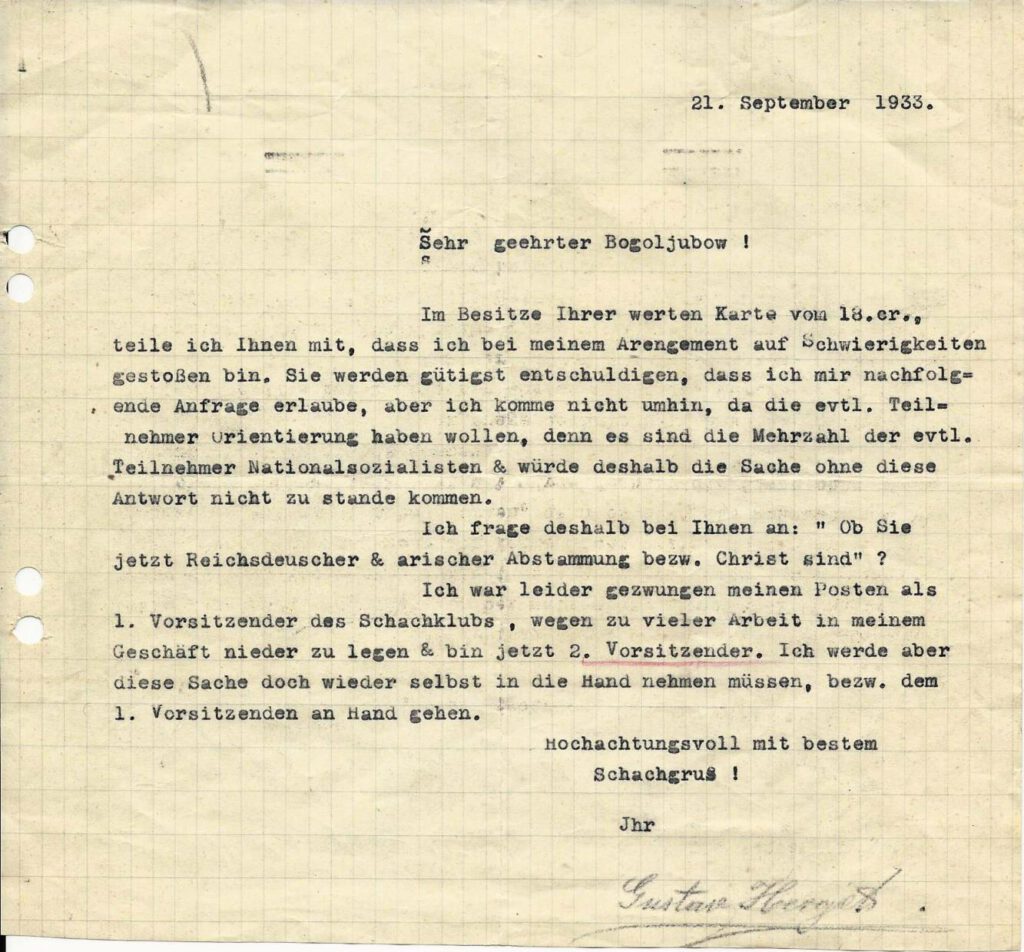 21. September 1933.
Sehr geehrter Bogoljubow !
Im Besitze Ihrer werten Karte vom 18.cr.,
teile ich Ihnen mit, dass ich bei meinem Arengement auf Schwierigkeiten
gestoßen bin. Sie werden gütigst entschuldigen, dass ich mir nachfolg=
ende Anfrage erlaube, aber ich komme nicht umhin, da die evtl. Teil=
nehmer Orientierung haben wollen, denn es sind die Mehrzahl der evtl.
Teilnehmer Nationalsozialisten & würde deshalb die Sache ohne diese
Antwort nicht zu stande kommen.
Ich frage deshalb bei Ihnen an: " Ob Sie
jetzt Reichsdeuscher & arischer Abstammung bezw. Christ sind" ?
Ich war leider gezwungen meinen Posten als
1. Vorsitzender des Schachklubs , wegen zu vieler Arbeit in meinem
Geschäft nieder zu legen & bin jetzt 2. Vorsitzender. Ich werde aber
diese Sache doch wieder selbst in die Hand nehmen müssen, bezw. dem
1. Vorsitzenden an Hand gehen.
Hochachtungsvoll mit bestem
Schachgruß !
Jhr
Gustav